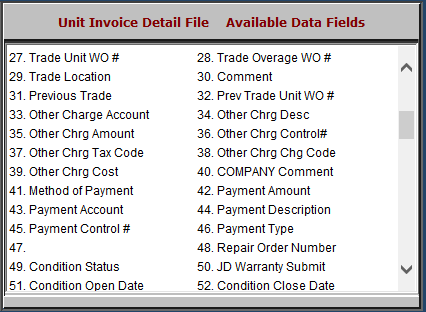 Unit Invoice Detail File Available Data Fields
27. Trade Unit WO # 28. Trade Overage WO #
29. Trade Location 30. Comment
31. Previous Trade 32. Prev Trade Unit WO #
33. Other Charge Account 34. Other Chrg Desc
35. Other Chrg Amount 36. Other Chrg Control#
37. Other Chrg Tax Code 38. Other Chrg Chg Code
39. Other Chrg Cost 40. COMPANY Comment
41. Method of Payment 42. Payment Amount
43. Payment Account 44. Payment Description
45. Payment Control # 46. Payment Type
47. 48. Repair Order Number
49. Condition Status 50. JD Warranty Submit
51. Condition Open Date 52. Condition Close Date